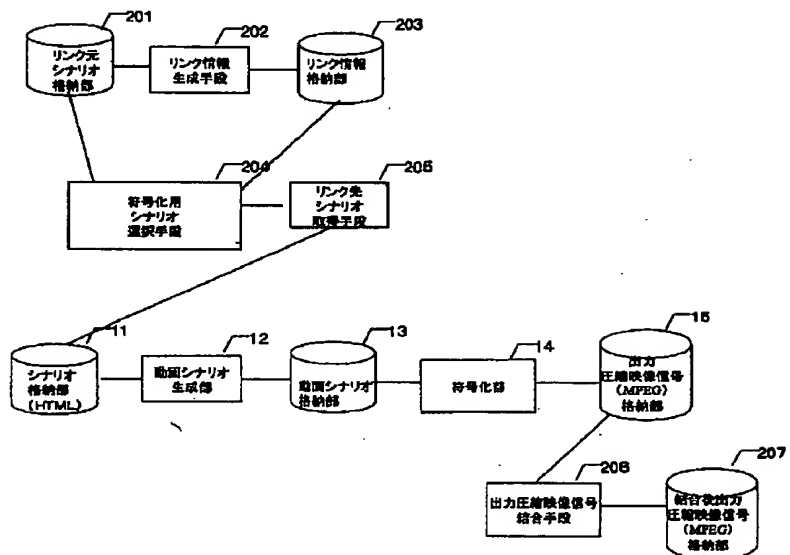 201
202
203
リンク元
シナリオ
格納部
リンク情報
生成手段
リンク情報
格納部
204
205
符号化用
シナリオ
選択手段
リンク先
シナリオ
取得手段
11
12
13
14
15
シナリオ
格納部
(HTML)
動画シナリオ
生成部
動画シナリオ
格納部
符号化部
出力
圧縮映像信号
(MPEG)
格納部
206
207
出力圧縮映像信号
結合手段
結合後出力
圧縮映像信号
(MPEG)
格納部